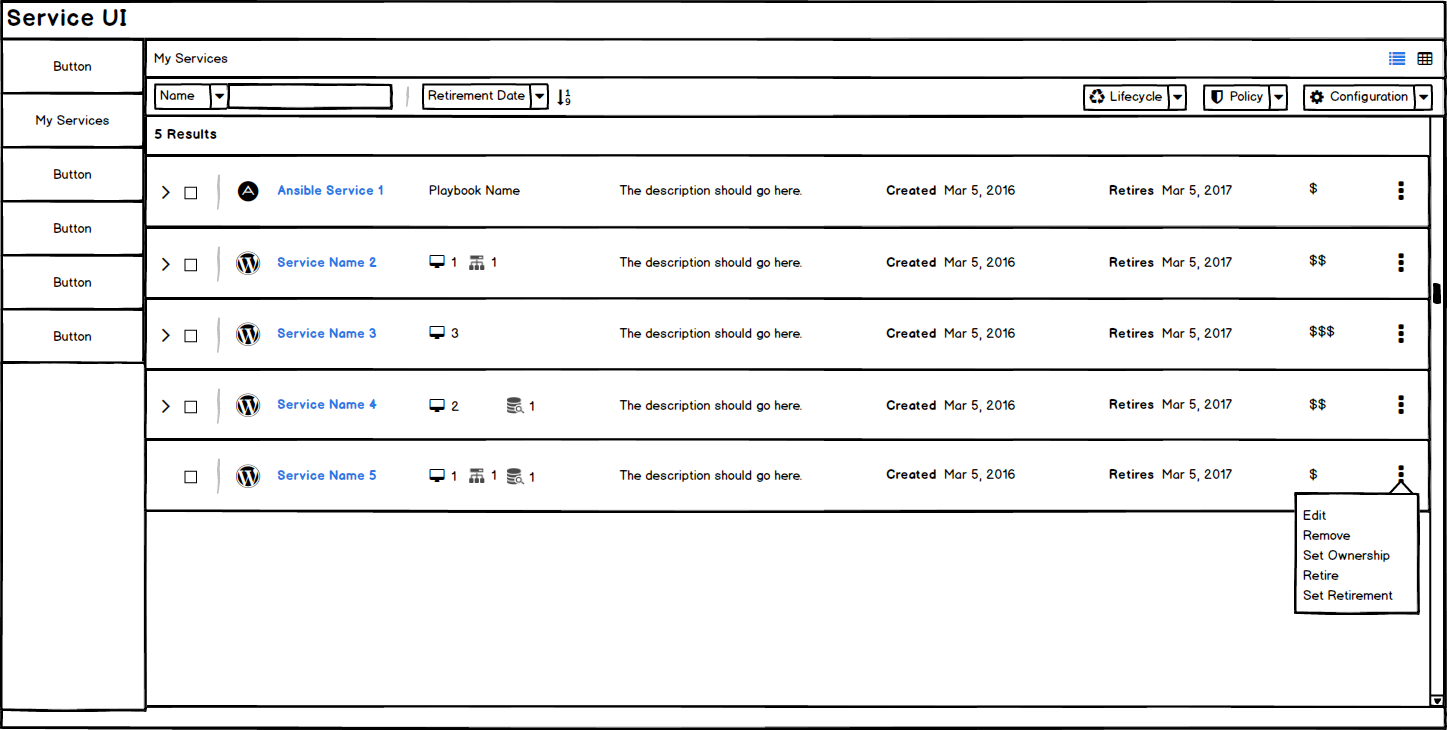 Service UI
Button
My Services
Button
Button
Button
Button
My Services
Name Retirement Date 1 9 Lifecycle Policy Configuration
5 Results
Ansible Service 1 Playbook Name The description should go here. Created Mar 5, 2016 Retires Mar 5, 2017 $
Service Name 2 1 1 The description should go here. Created Mar 5, 2016 Retires Mar 5, 2017 $$
Service Name 3 3 The description should go here. Created Mar 5, 2016 Retires Mar 5, 2017 $$$
Service Name 4 2 1 The description should go here. Created Mar 5, 2016 Retires Mar 5, 2017 $$
Service Name 5 1 1 1 The description should go here. Created Mar 5, 2016 Retires Mar 5, 2017 $
Edit
Remove
Set Ownership
Retire
Set Retirement